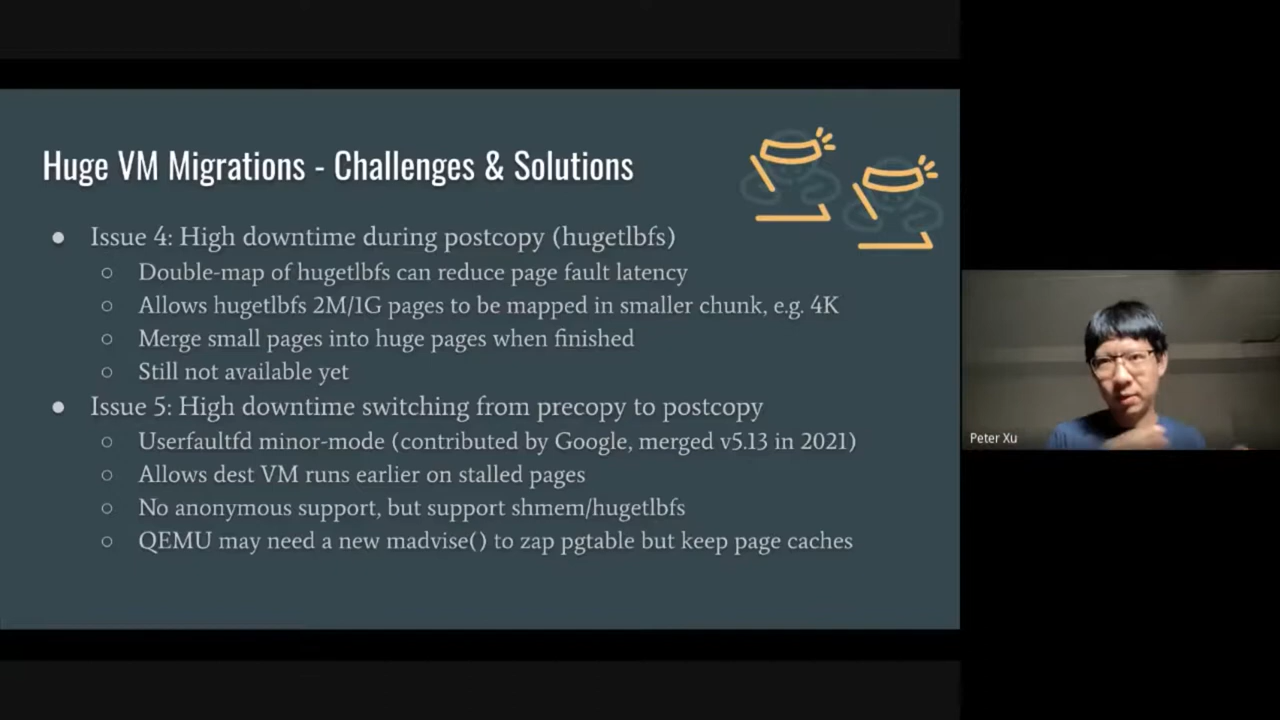 Huge VM Migrations - Challenges & Solutions
● Issue 4: High downtime during postcopy (hugetlbfs)
○ Double-map of hugetlbfs can reduce page fault latency
○ Allows hugetlbfs 2M/1G pages to be mapped in smaller chunk, e.g. 4K
○ Merge small pages into huge pages when finished
○ Still not available yet
● Issue 5: High downtime switching from precopy to postcopy
○ Userfaultfd minor-mode (contributed by Google, merged v5.13 in 2021)
○ Allows dest VM runs earlier on stalled pages
○ No anonymous support, but support shmem/hugetlbfs
○ QEMU may need a new madvise() to zap pgtable but keep page caches
Peter Xu